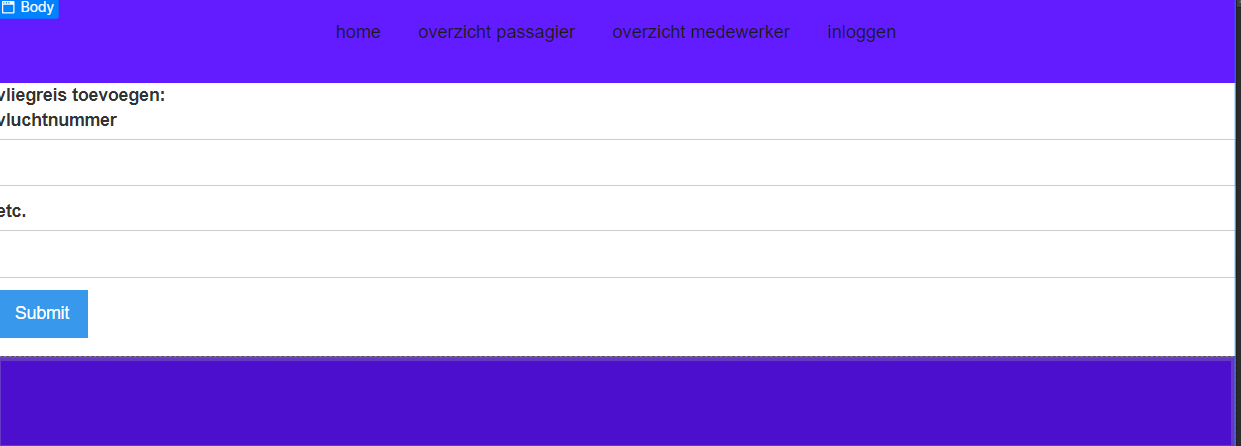 Body
home overzicht passagier overzicht medewerker inloggen
vliegreis toevoegen:
vluchtnummer
etc.
Submit